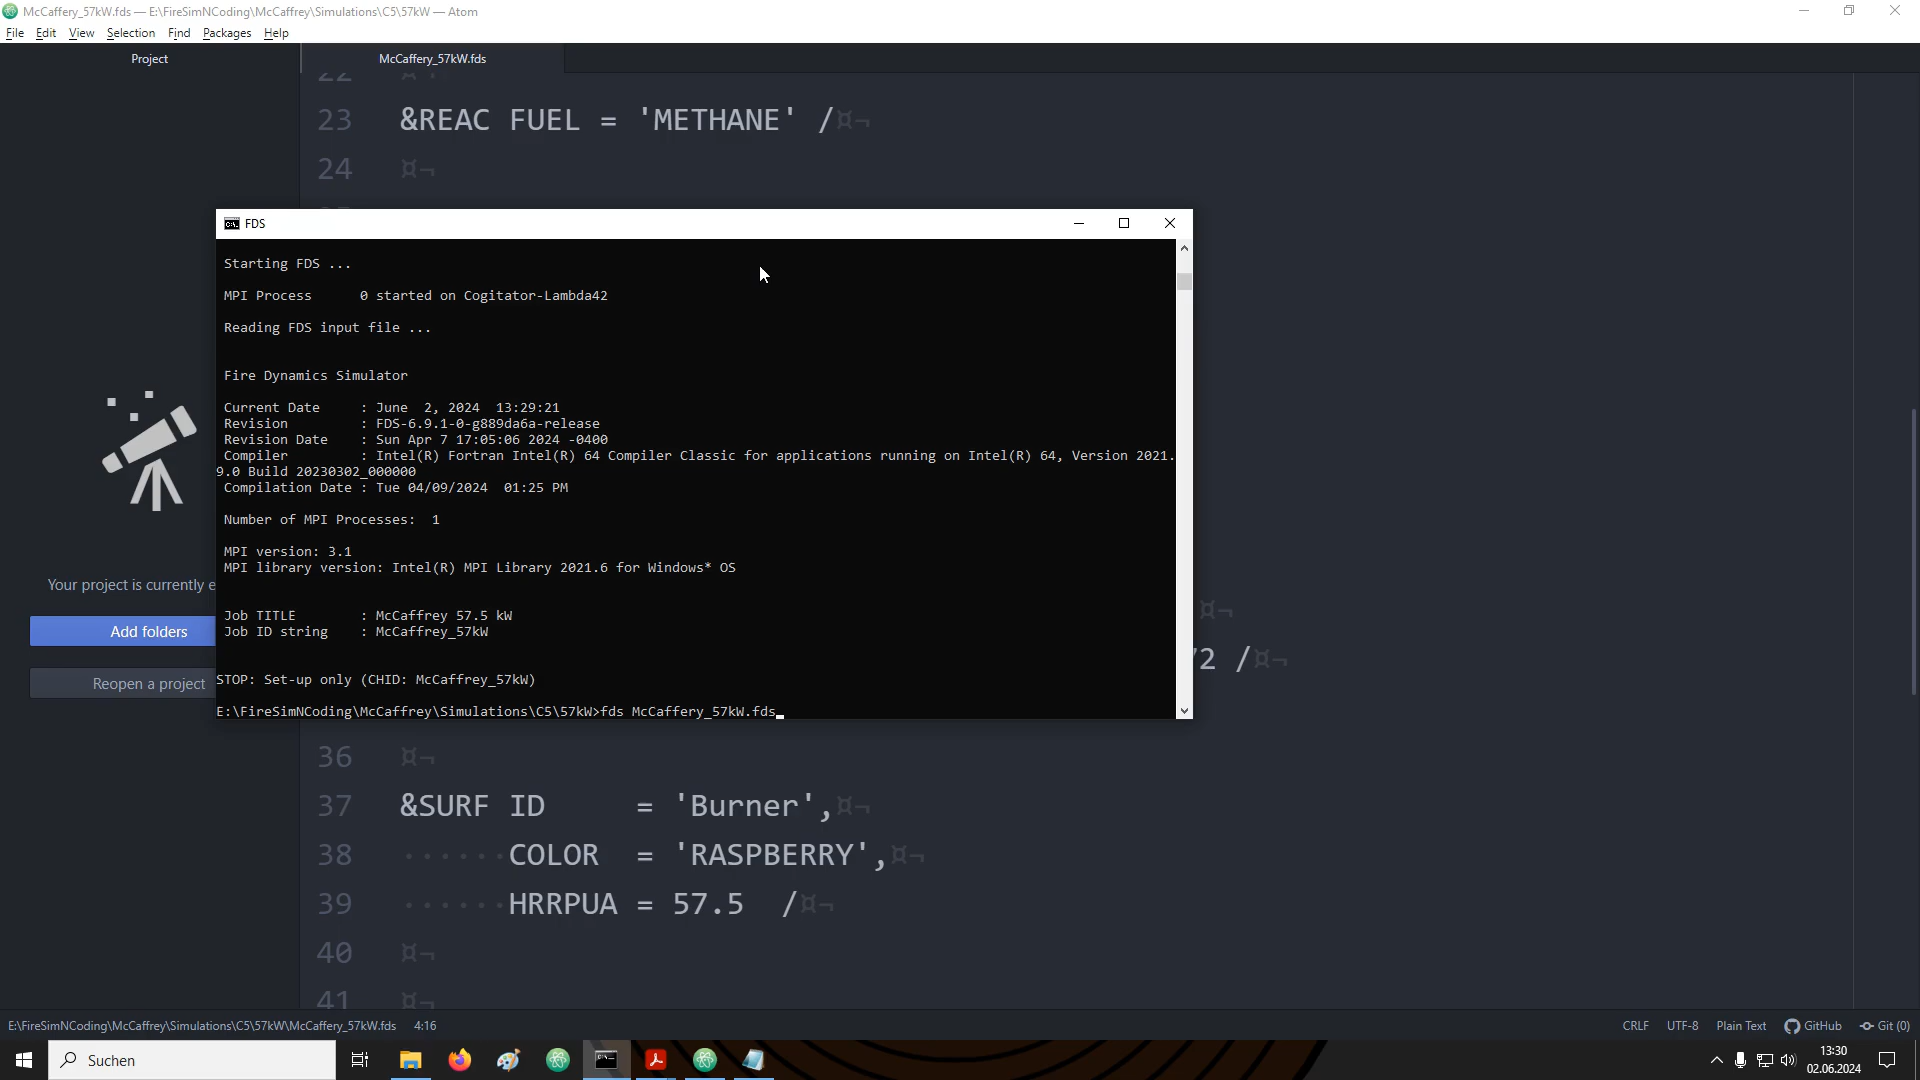 McCaffery_57kW.fds — E:\FireSimNCoding\McCaffrey\Simulations\C5\57kW — Atom
File Edit View Selection Find Packages Help
Project
McCaffery_57kW.fds
22 ¤¬
23 &REAC FUEL = 'METHANE' /¤¬
24 ¤¬
FDS
Starting FDS ...
MPI Process 0 started on Cogitator-Lambda42
Reading FDS input file ...
Fire Dynamics Simulator
Current Date : June 2, 2024 13:29:21
Revision : FDS-6.9.1-0-g889da6a-release
Revision Date : Sun Apr 7 17:05:06 2024 -0400
Compiler : Intel(R) Fortran Intel(R) 64 Compiler Classic for applications running on Intel(R) 64, Version 2021.
9.0 Build 20230302_000000
Compilation Date : Tue 04/09/2024 01:25 PM
Number of MPI Processes: 1
MPI version: 3.1
MPI library version: Intel(R) MPI Library 2021.6 for Windows* OS
Job TITLE : McCaffrey 57.5 kW
Job ID string : McCaffrey_57kW
STOP: Set-up only (CHID: McCaffrey_57kW)
E:\FireSimNCoding\McCaffrey\Simulations\C5\57kW>fds McCaffery_57kW.fds_
Your project is currently e
Add folders
Reopen a project
¤¬
2 /¤¬
36 ¤¬
37 &SURF ID = 'Burner',¤¬
38 ······COLOR = 'RASPBERRY',¤¬
39 ······HRRPUA = 57.5 /¤¬
40 ¤¬
41 ¤¬
E:\FireSimNCoding\McCaffrey\Simulations\C5\57kW\McCaffery_57kW.fds 4:16
CRLF UTF-8 Plain Text GitHub Git (0)
Suchen
13:30
02.06.2024